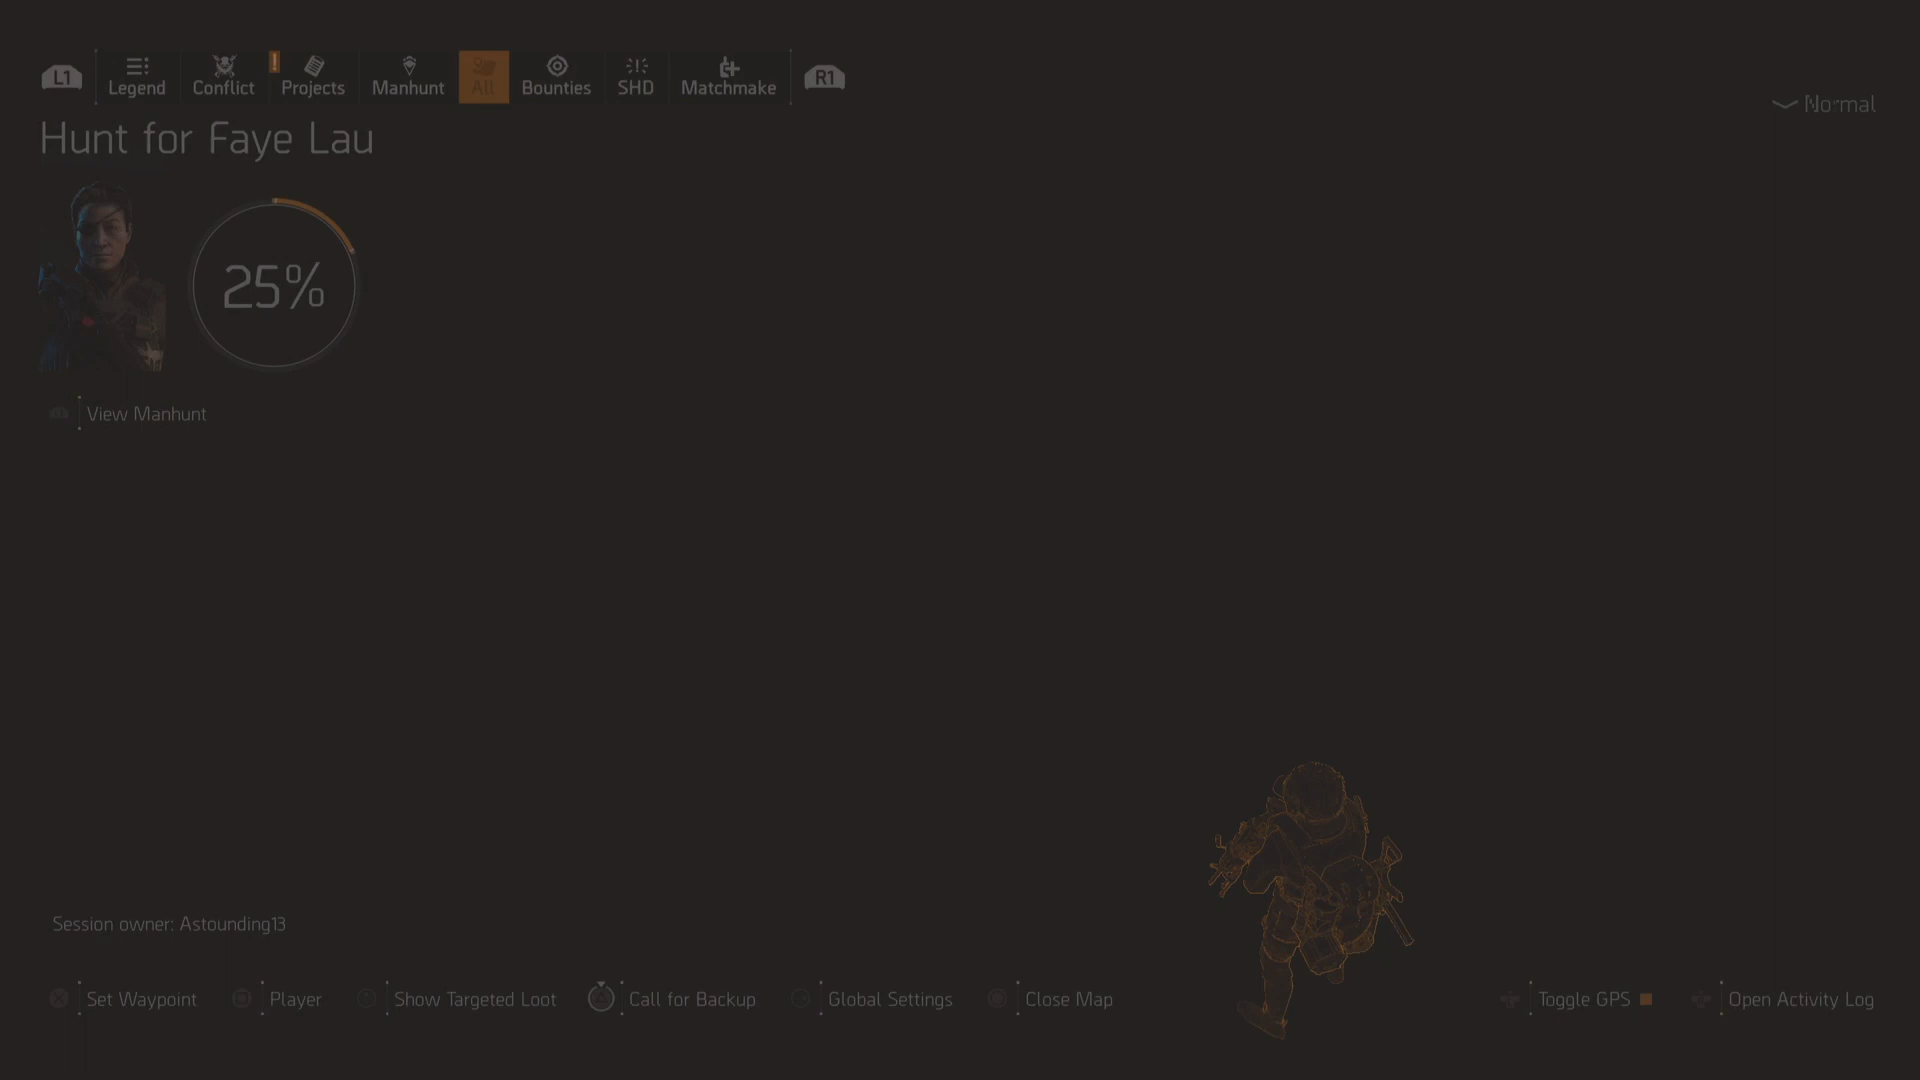 L1 Legend Conflict ! Projects Manhunt All Bounties SHD Matchmake R1
Normal
Hunt for Faye Lau
25%
View Manhunt
Session owner: Astounding13
Set Waypoint Player Show Targeted Loot Call for Backup Global Settings Close Map Toggle GPS Open Activity Log